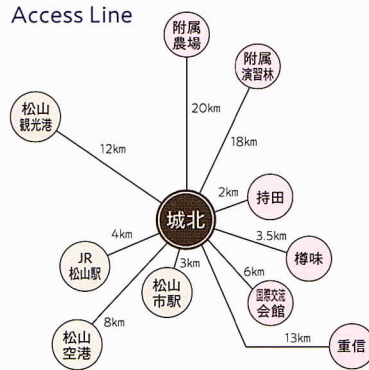 Access Line
附属
農場
附属
演習林
松山
観光港
20km
18km
12km
2km
持田
城北
4km
3.5km
JR
松山駅
3km
松山
市駅
6km
樽味
国際交流
会館
8km
松山
空港
13km
重信